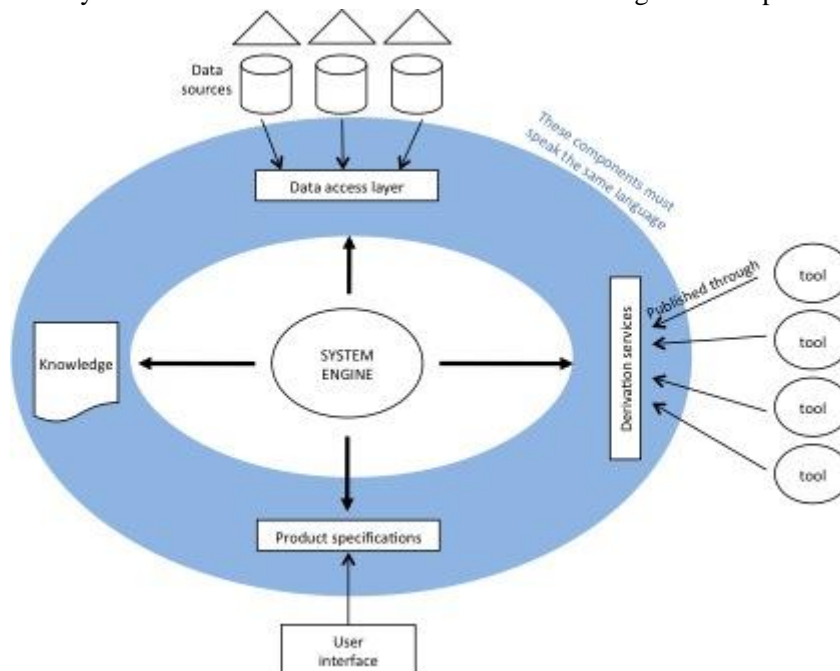 Data
sources
These components must
speak the same language
Data access layer
Published through
tool
tool
tool
tool
Derivation services
Knowledge
SYSTEM
ENGINE
Product specifications
User
interface